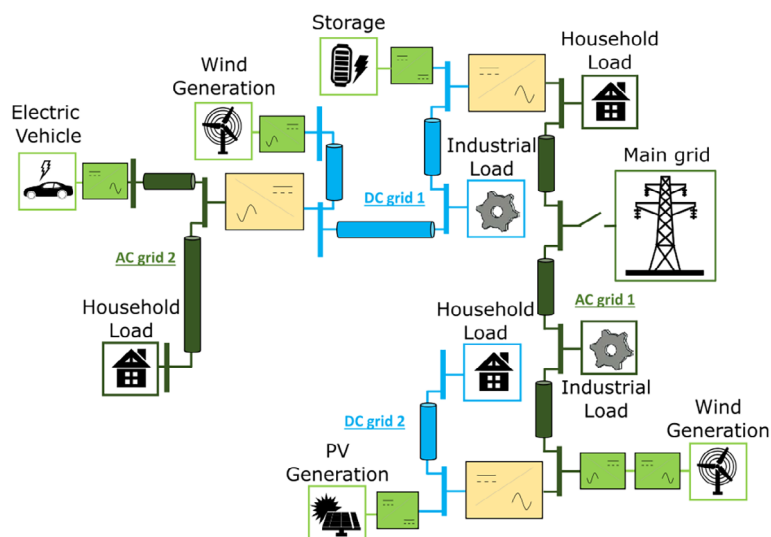 Storage
Household
Load
Wind
Generation
Electric
Vehicle
Industrial
Load
Main grid
DC grid 1
AC grid 2
AC grid 1
Household
Load
Household
Load
Industrial
Load
DC grid 2
Wind
Generation
PV
Generation